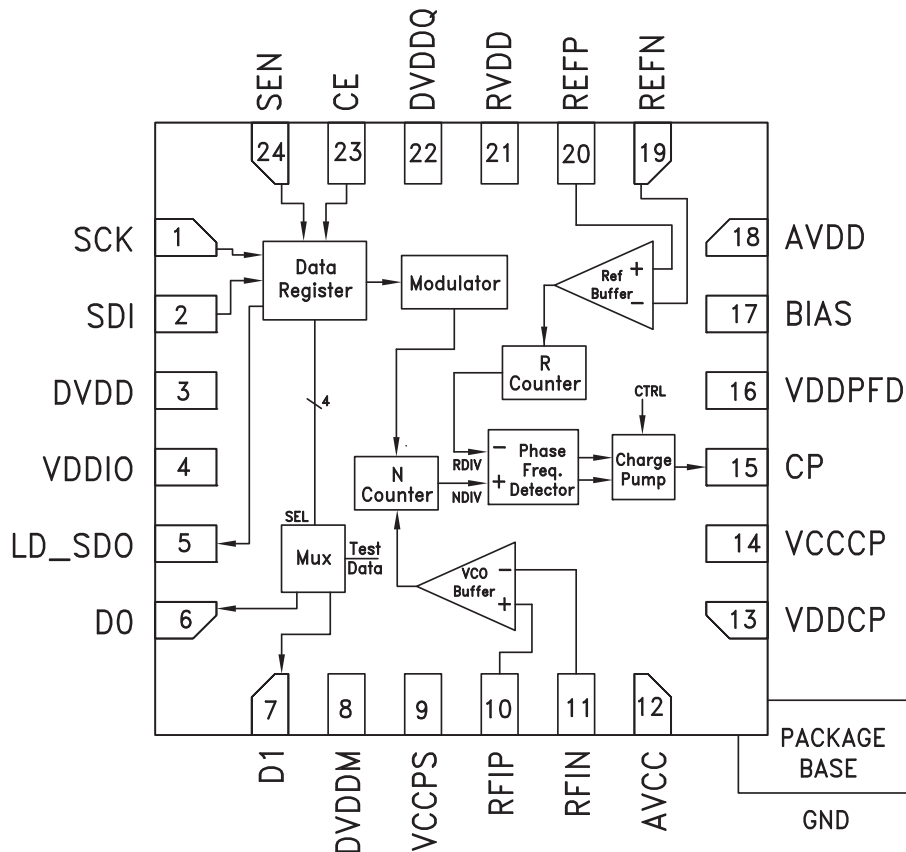 SEN
CE
DVDDQ
RVDD
REFP
REFN
24
23
22
21
20
19
SCK
1
18
AVDD
Data
Register
Modulator
Ref
Buffer
+
−
SDI
2
17
BIAS
R
Counter
DVDD
3
4
16
VDDPFD
CTRL
VDDIO
4
N
Counter
RDIV
NDIV
−
+
Phase
Freq.
Detector
Charge
Pump
15
CP
LD_SDO
5
SEL
Mux
Test
Data
VCO
Buffer
−
+
14
VCCCP
D0
6
13
VDDCP
7
8
9
10
11
12
D1
DVDDM
VCCPS
RFIP
RFIN
AVCC
PACKAGE
BASE
GND